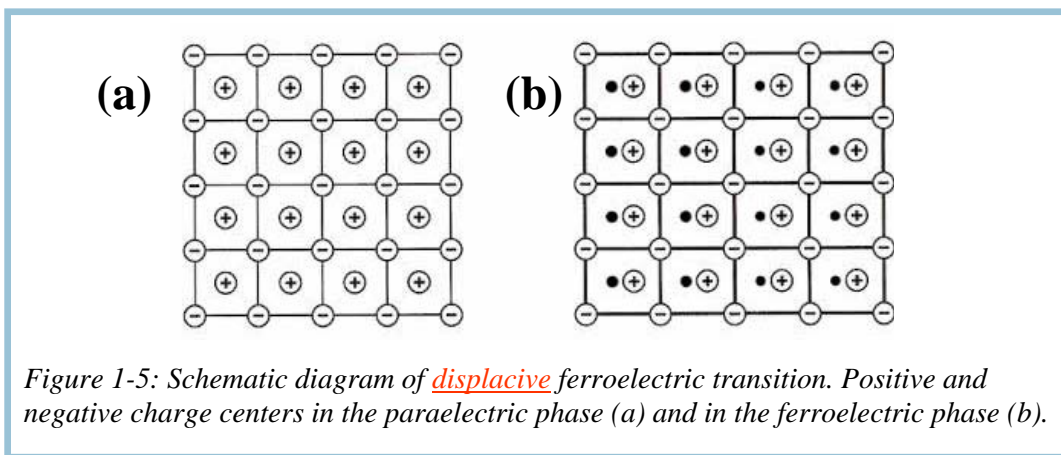 (a)
(b)
Figure 1-5: Schematic diagram of displacive ferroelectric transition. Positive and
negative charge centers in the paraelectric phase (a) and in the ferroelectric phase (b).